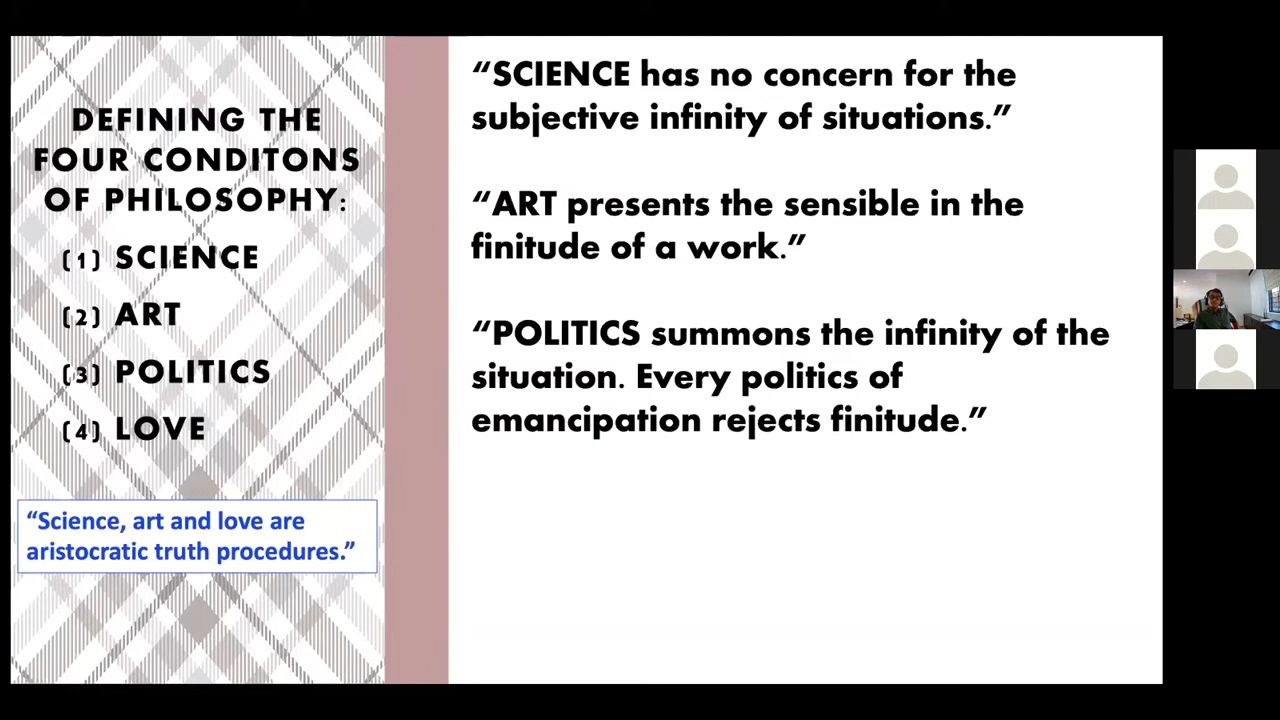 DEFINING THE
FOUR CONDITONS
OF PHILOSOPHY:
(1) SCIENCE
(2) ART
(3) POLITICS
(4) LOVE
“Science, art and love are
aristocratic truth procedures.”
“SCIENCE has no concern for the
subjective infinity of situations.”
“ART presents the sensible in the
finitude of a work.”
“POLITICS summons the infinity of the
situation. Every politics of
emancipation rejects finitude.”